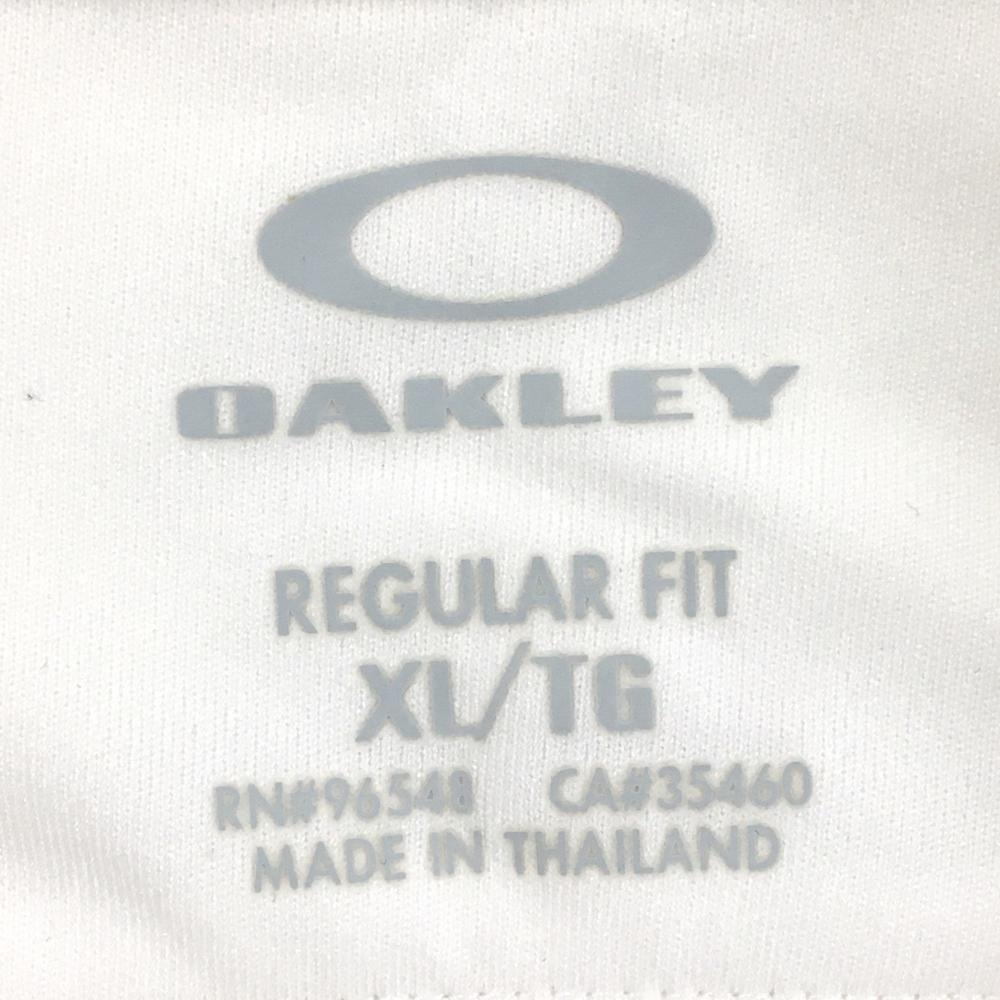 OAKLEY
REGULAR FIT
XL/TG
RN#96548 CA#35460
MADE IN THAILAND